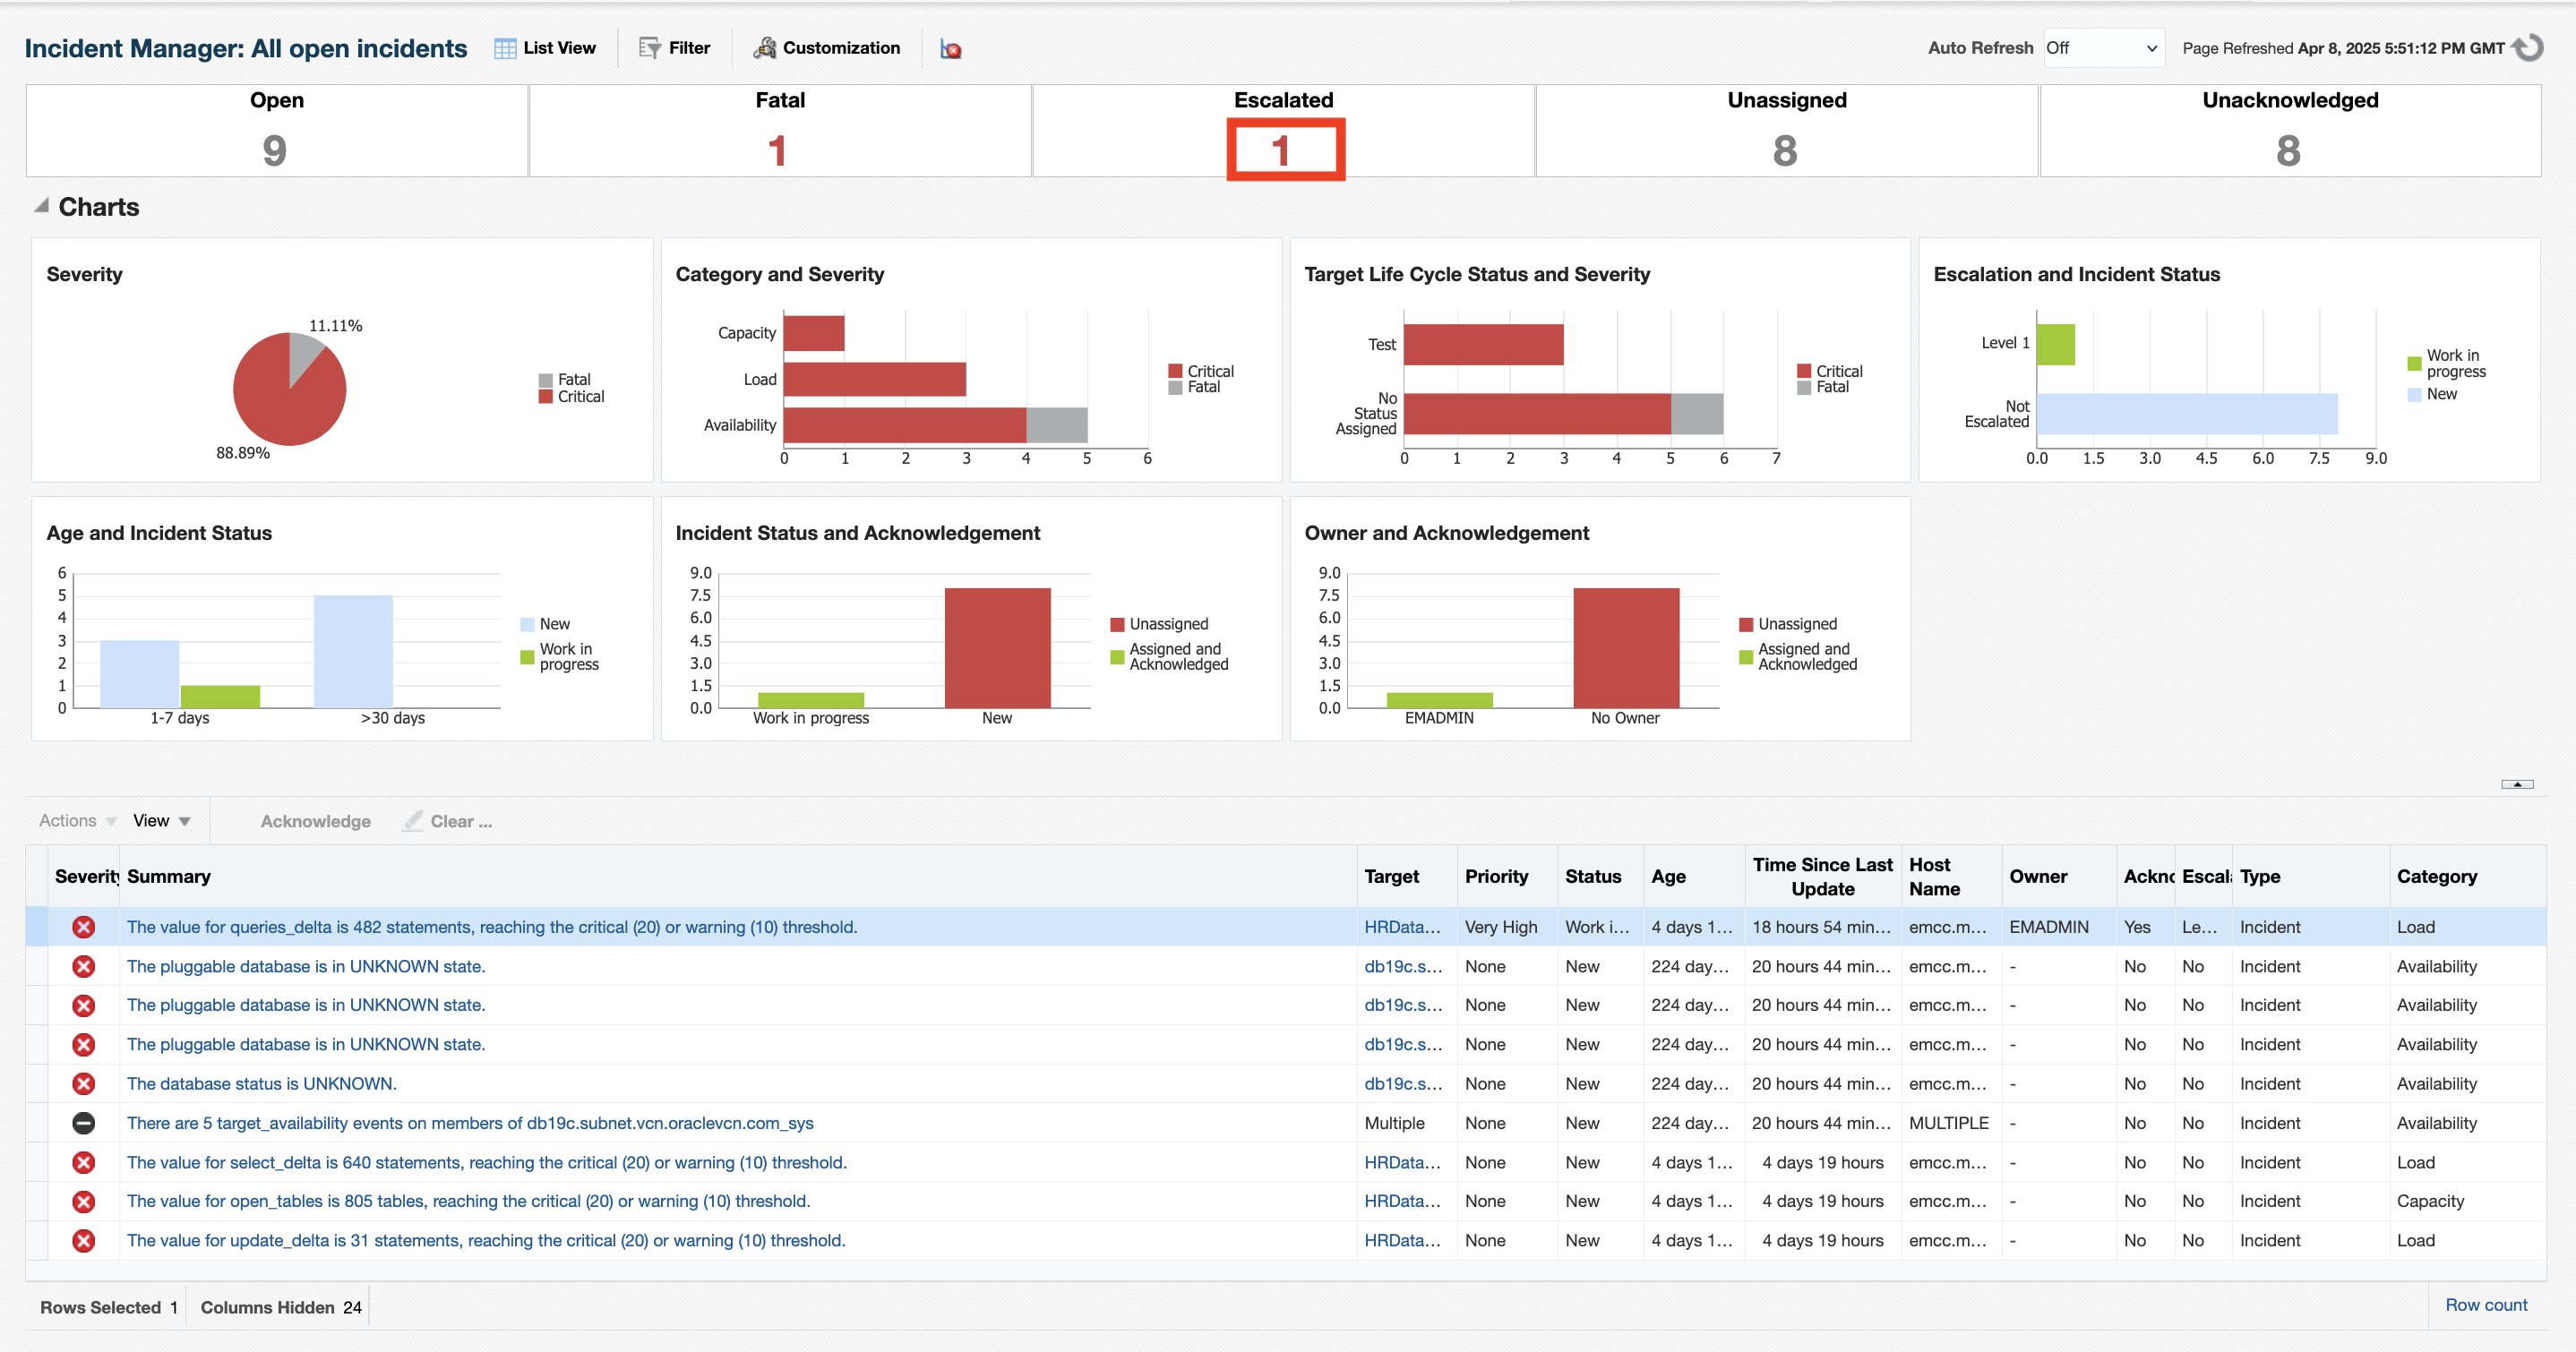 Incident Manager: All open incidents List View Filter Customization Auto Refresh Off Page Refreshed Apr 8, 2025 5:51:12 PM GMT
Open Fatal Escalated Unassigned Unacknowledged
9 1 1 8 8
Charts
Severity
11.11%
88.89%
Fatal
Critical
Category and Severity
Capacity
Load
Availability
0 1 2 3 4 5 6
Critical
Fatal
Target Life Cycle Status and Severity
Test
No
Status
Assigned
0 1 2 3 4 5 6 7
Critical
Fatal
Escalation and Incident Status
Level 1
Not
Escalated
0.0 1.5 3.0 4.5 6.0 7.5 9.0
Work in
progress
New
Age and Incident Status
6
5
4
3
2
1
0
1-7 days >30 days
New
Work in
progress
Incident Status and Acknowledgement
9.0
7.5
6.0
4.5
3.0
1.5
0.0
Work in progress New
Unassigned
Assigned and
Acknowledged
Owner and Acknowledgement
9.0
7.5
6.0
4.5
3.0
1.5
0.0
EMADMIN No Owner
Unassigned
Assigned and
Acknowledged
Actions View Acknowledge Clear ...
Severity Summary Target Priority Status Age Time Since Last Update Host Name Owner Ackno Escal Type Category
The value for queries_delta is 482 statements, reaching the critical (20) or warning (10) threshold. HRData... Very High Work i... 4 days 1... 18 hours 54 min... emcc.m... EMADMIN Yes Le... Incident Load
The pluggable database is in UNKNOWN state. db19c.s... None New 224 day... 20 hours 44 min... emcc.m... - No No Incident Availability
The pluggable database is in UNKNOWN state. db19c.s... None New 224 day... 20 hours 44 min... emcc.m... - No No Incident Availability
The pluggable database is in UNKNOWN state. db19c.s... None New 224 day... 20 hours 44 min... emcc.m... - No No Incident Availability
The database status is UNKNOWN. db19c.s... None New 224 day... 20 hours 44 min... emcc.m... - No No Incident Availability
There are 5 target_availability events on members of db19c.subnet.vcn.oraclevcn.com_sys Multiple None New 224 day... 20 hours 44 min... MULTIPLE - No No Incident Availability
The value for select_delta is 640 statements, reaching the critical (20) or warning (10) threshold. HRData... None New 4 days 1... 4 days 19 hours emcc.m... - No No Incident Load
The value for open_tables is 805 tables, reaching the critical (20) or warning (10) threshold. HRData... None New 4 days 1... 4 days 19 hours emcc.m... - No No Incident Capacity
The value for update_delta is 31 statements, reaching the critical (20) or warning (10) threshold. HRData... None New 4 days 1... 4 days 19 hours emcc.m... - No No Incident Load
Rows Selected 1 Columns Hidden 24 Row count